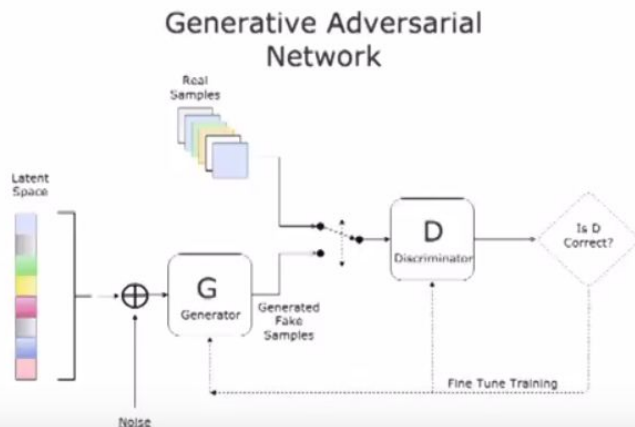 Generative Adversarial
Network
Real
Samples
Latent
Space
D
Discriminator
Is D
Correct?
G
Generator
Generated
Fake
Samples
Fine Tune Training
Noise